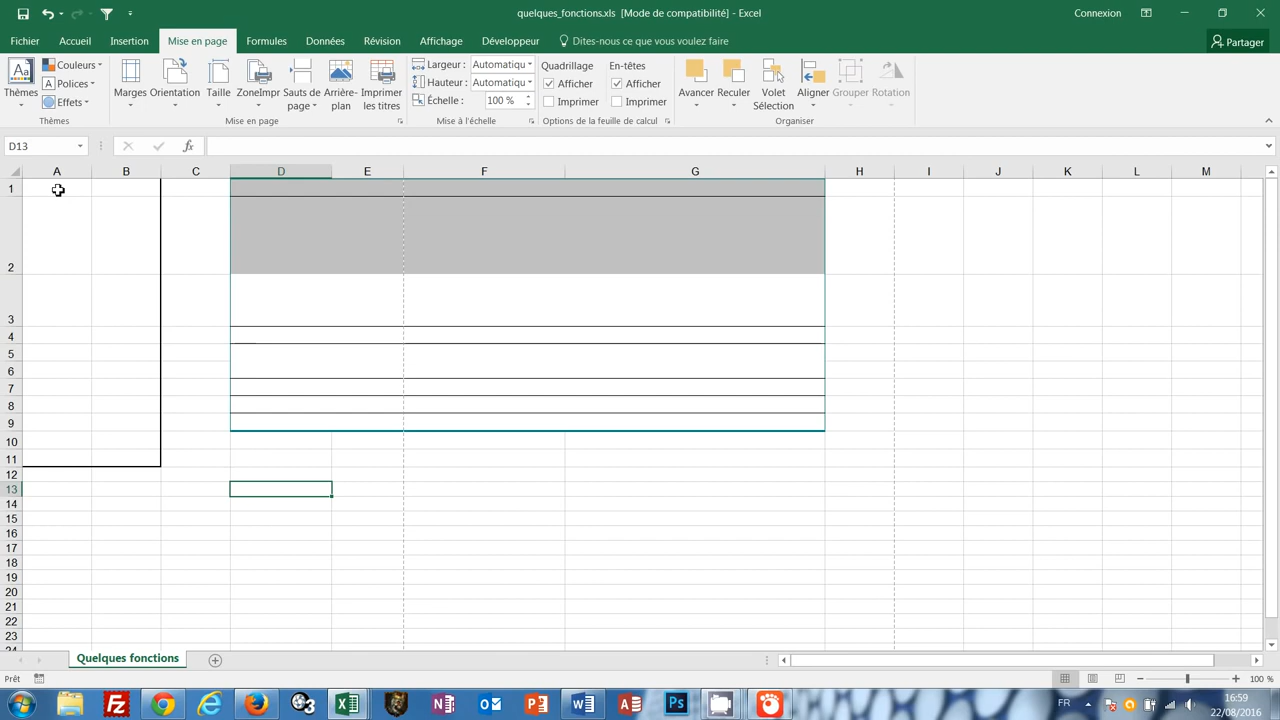 quelques_fonctions.xls [Mode de compatibilité] - Excel
Connexion
Fichier Accueil Insertion Mise en page Formules Données Révision Affichage Développeur Dites-nous ce que vous voulez faire Partager
Thèmes
Couleurs
Polices
Effets
Thèmes
Marges
Orientation
Taille
ZoneImpr
Sauts de page
Arrière-plan
Imprimer les titres
Mise en page
Largeur : Automatiqu
Hauteur : Automatiqu
Échelle : 100 %
Mise à l'échelle
Quadrillage
Afficher
Imprimer
En-têtes
Afficher
Imprimer
Options de la feuille de calcul
Avancer
Reculer
Volet Sélection
Aligner
Grouper
Rotation
Organiser
D13
fx
A B C D E F G H I J K L M
1
2
3
4
5
6
7
8
9
10
11
12
13
14
15
16
17
18
19
20
21
22
23
24
Quelques fonctions
Prêt
100 %
FR
16:59
22/08/2016